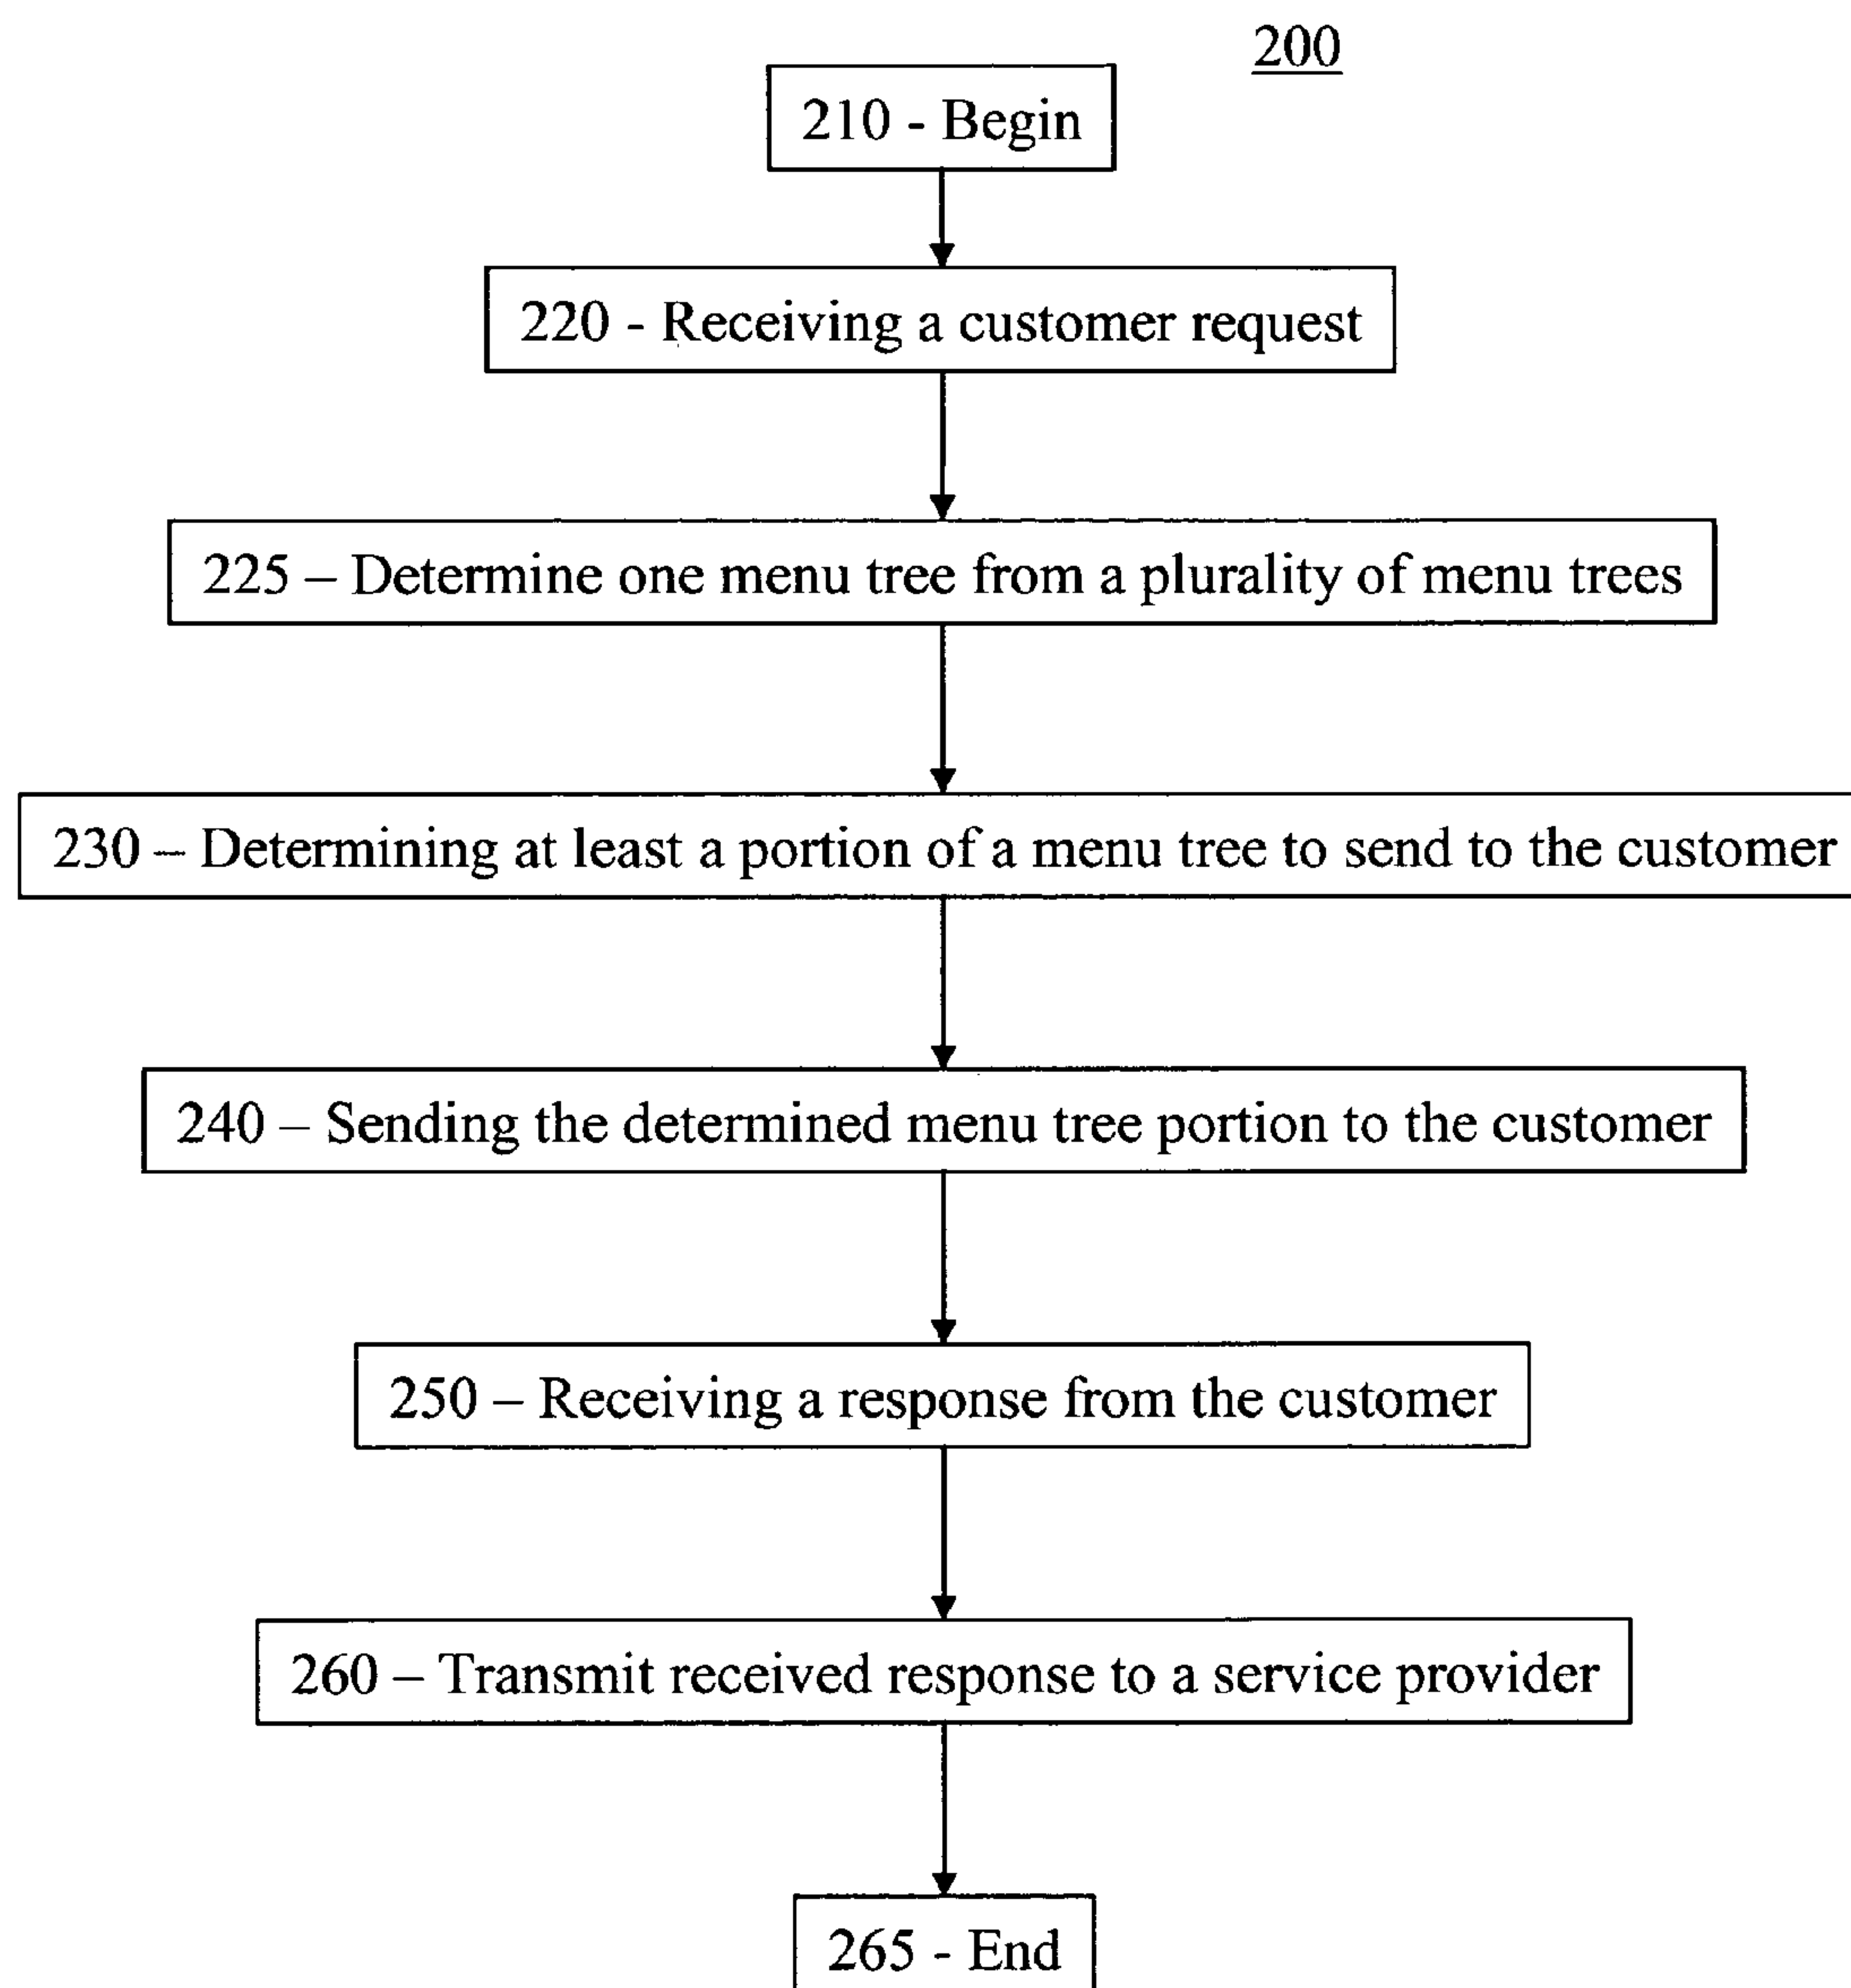 200
210 - Begin
220 - Receiving a customer request
225 – Determine one menu tree from a plurality of menu trees
230 – Determining at least a portion of a menu tree to send to the customer
240 – Sending the determined menu tree portion to the customer
250 – Receiving a response from the customer
260 – Transmit received response to a service provider
265 - End